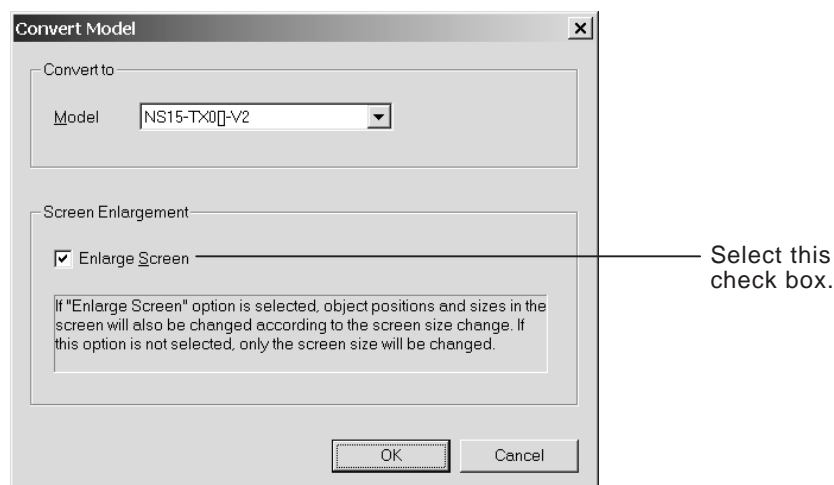 Convert Model
Convert to
Model NS15-TX0[]-V2
Screen Enlargement
Enlarge Screen
Select this
check box.
If "Enlarge Screen" option is selected, object positions and sizes in the
screen will also be changed according to the screen size change. If
this option is not selected, only the screen size will be changed.
OK Cancel